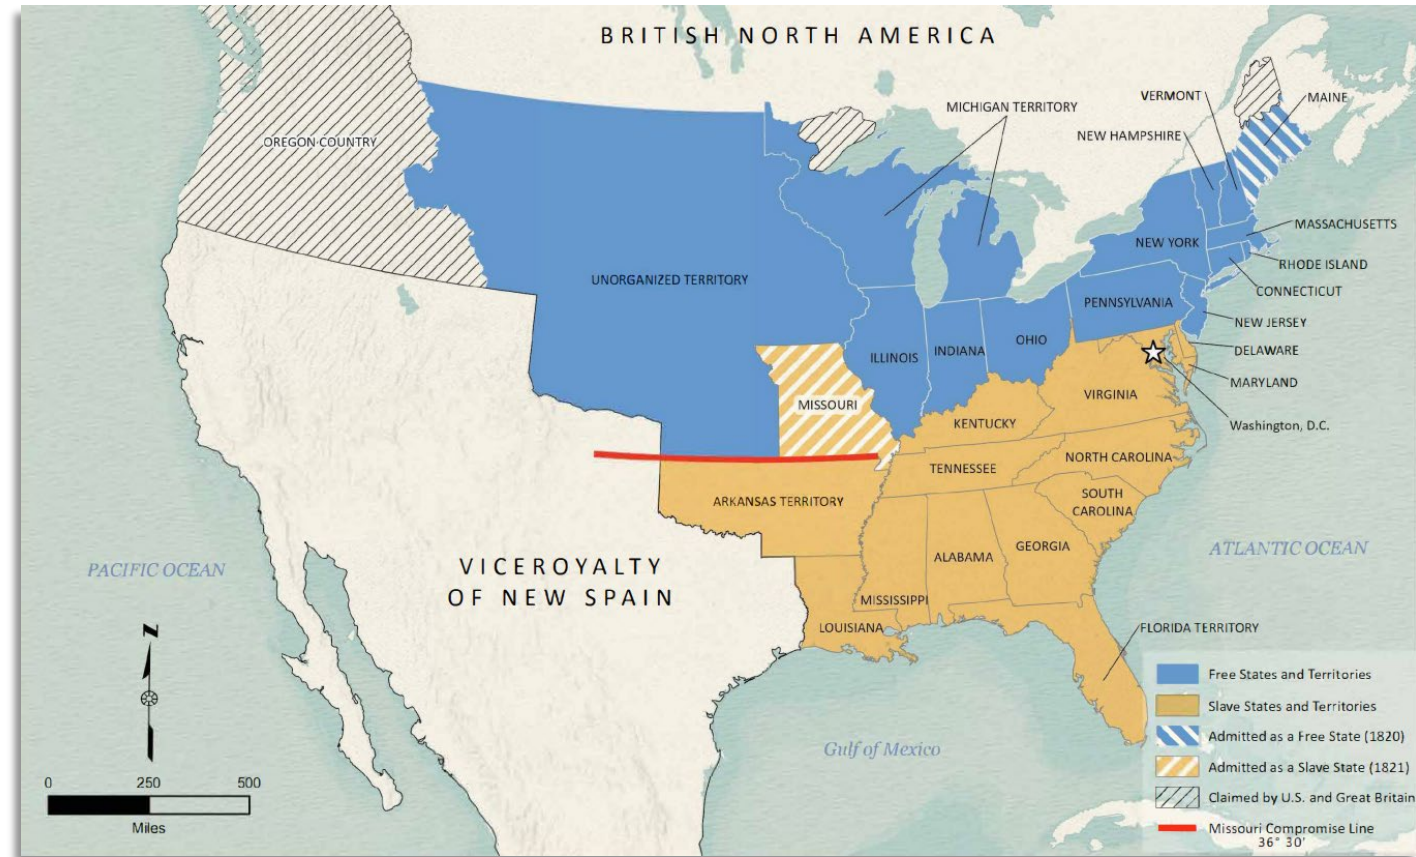 BRITISH NORTH AMERICA
VERMONT
MAINE
MICHIGAN TERRITORY
NEW HAMPSHIRE
OREGON COUNTRY
MASSACHUSETTS
NEW YORK
RHODE ISLAND
UNORGANIZED TERRITORY
CONNECTICUT
PENNSYLVANIA
NEW JERSEY
OHIO
INDIANA
ILLINOIS
DELAWARE
MARYLAND
VIRGINIA
MISSOURI
KENTUCKY
Washington, D.C.
NORTH CAROLINA
TENNESSEE
SOUTH
CAROLINA
ARKANSAS TERRITORY
GEORGIA
ATLANTIC OCEAN
ALABAMA
PACIFIC OCEAN
VICEROYALTY
OF NEW SPAIN
MISSISSIPPI
LOUISIANA
FLORIDA TERRITORY
N
Gulf of Mexico
0 250 500
Miles
Free States and Territories
Slave States and Territories
Admitted as a Free State (1820)
Admitted as a Slave State (1821)
Claimed by U.S. and Great Britain
Missouri Compromise Line
36° 30'